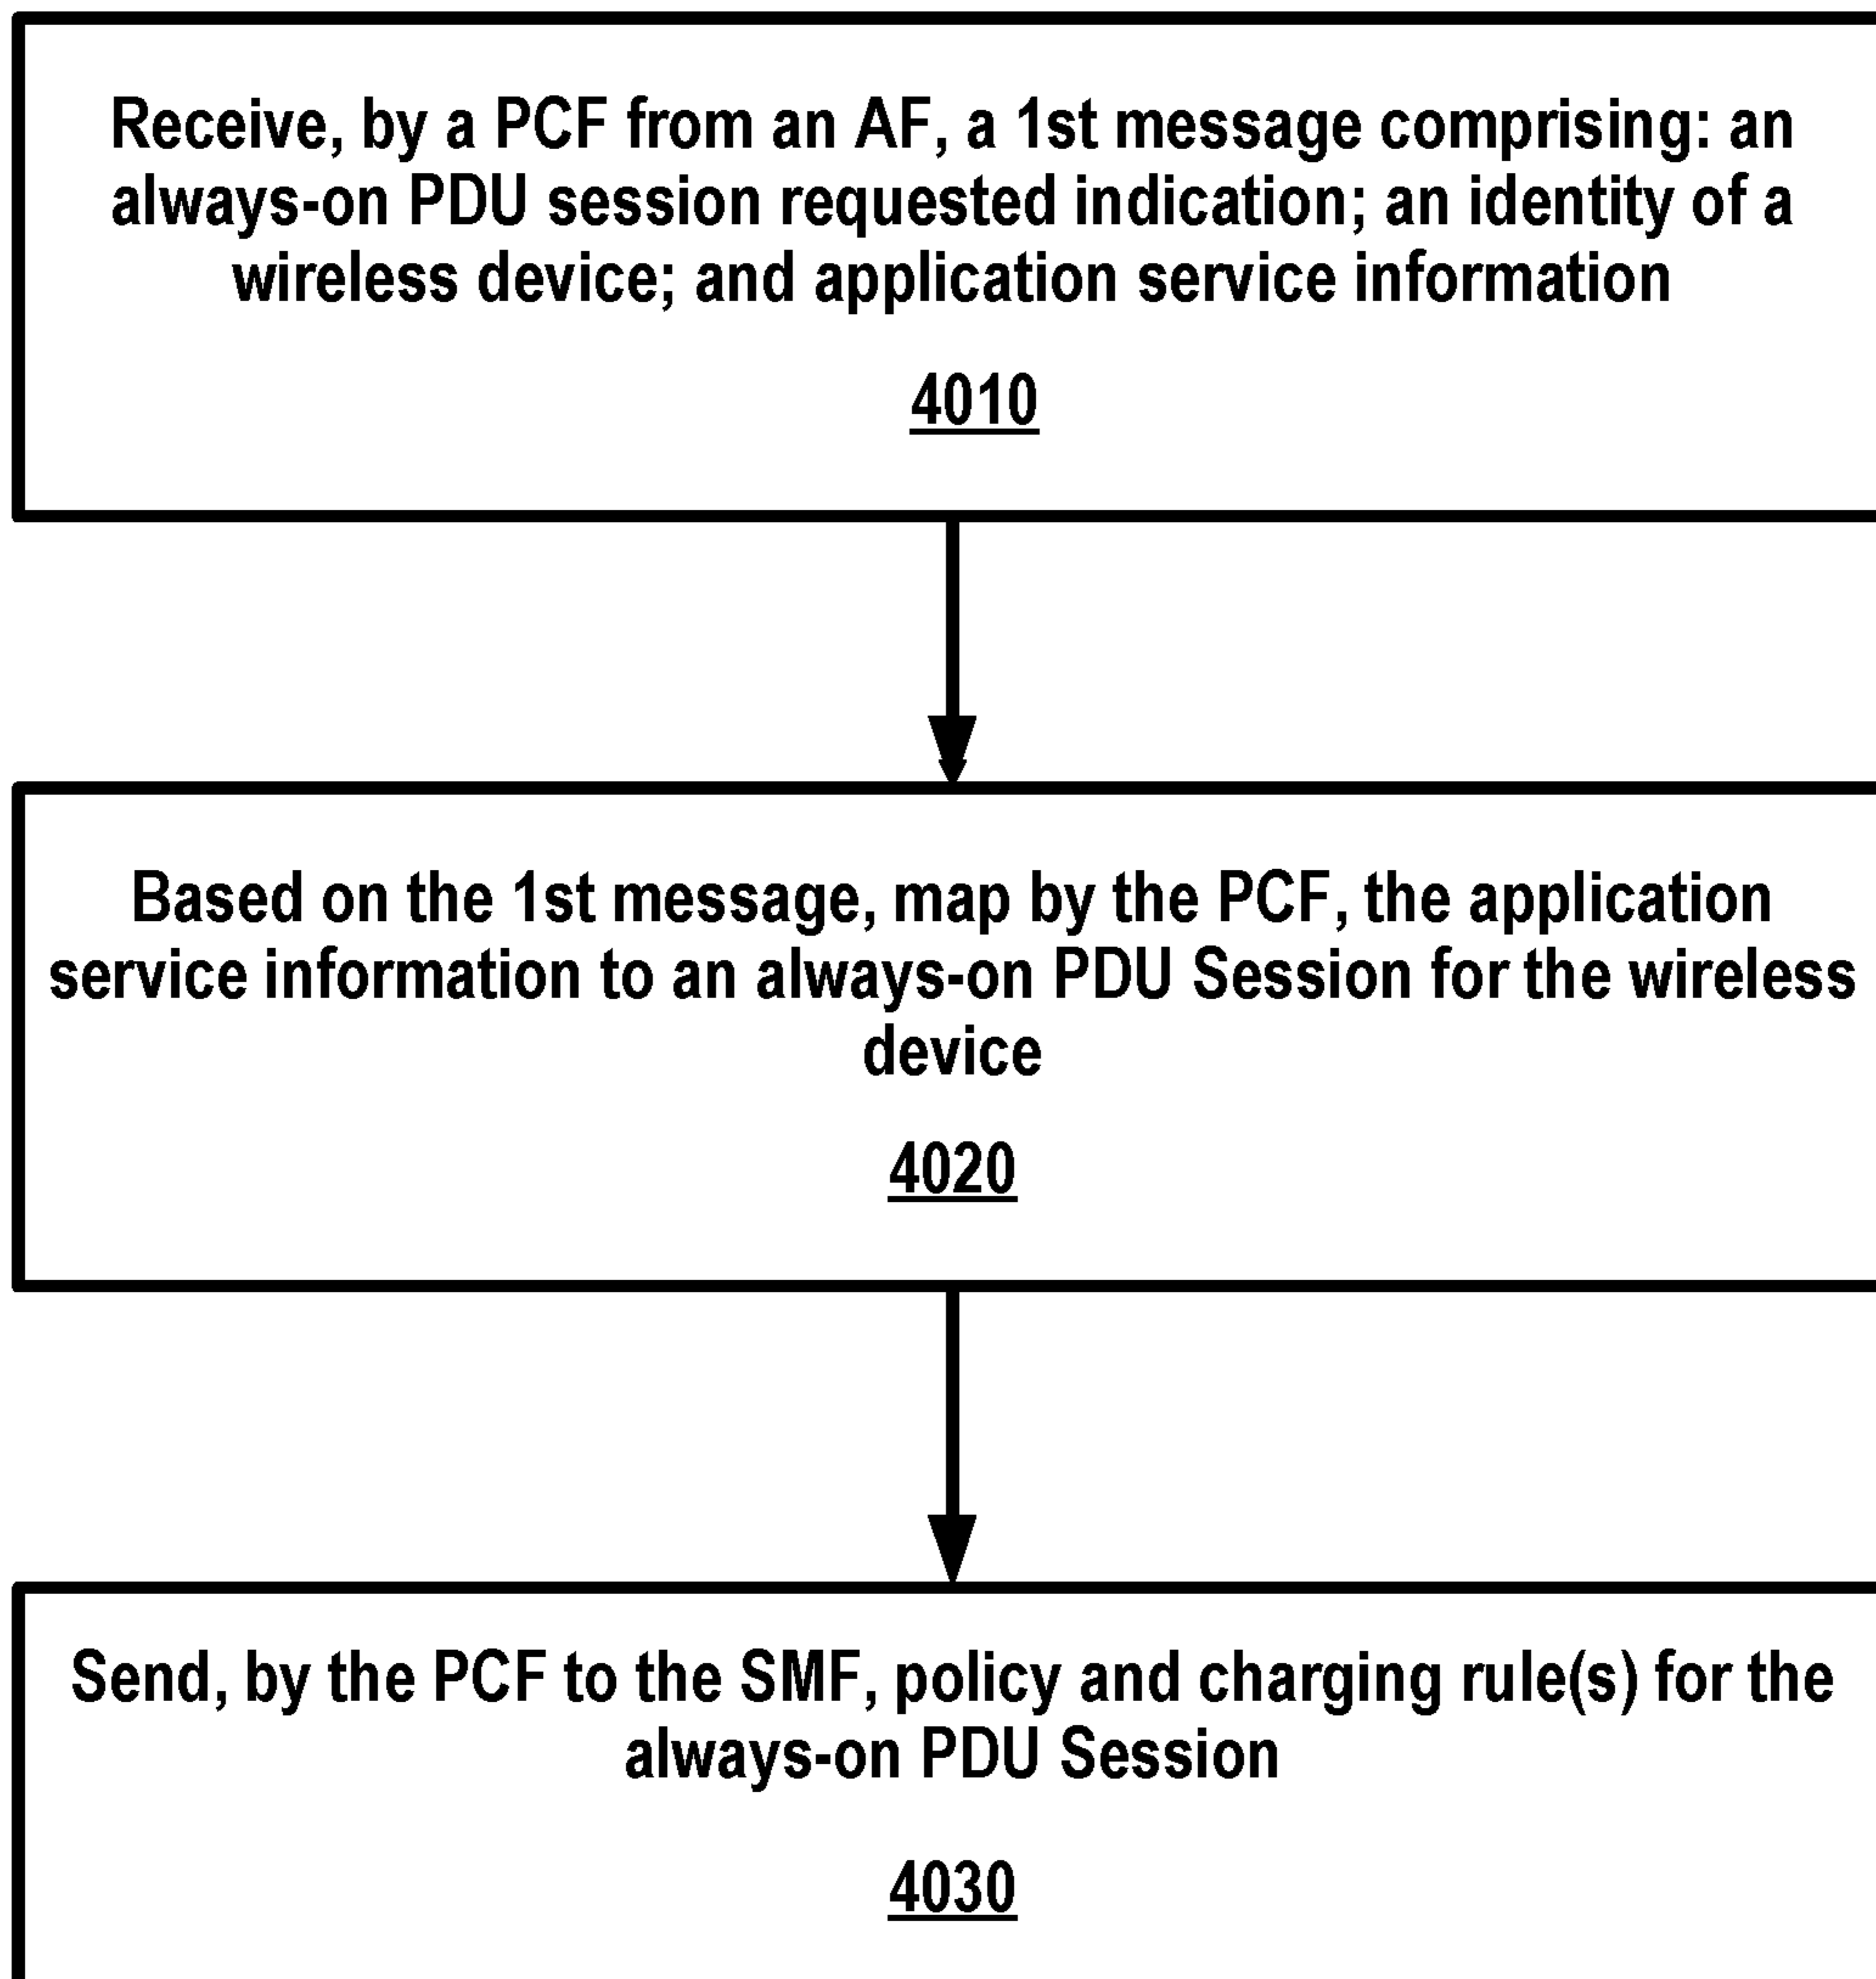 Receive, by a PCF from an AF, a 1st message comprising: an
always-on PDU session requested indication; an identity of a
wireless device; and application service information
4010
Based on the 1st message, map by the PCF, the application
service information to an always-on PDU Session for the wireless
device
4020
Send, by the PCF to the SMF, policy and charging rule(s) for the
always-on PDU Session
4030